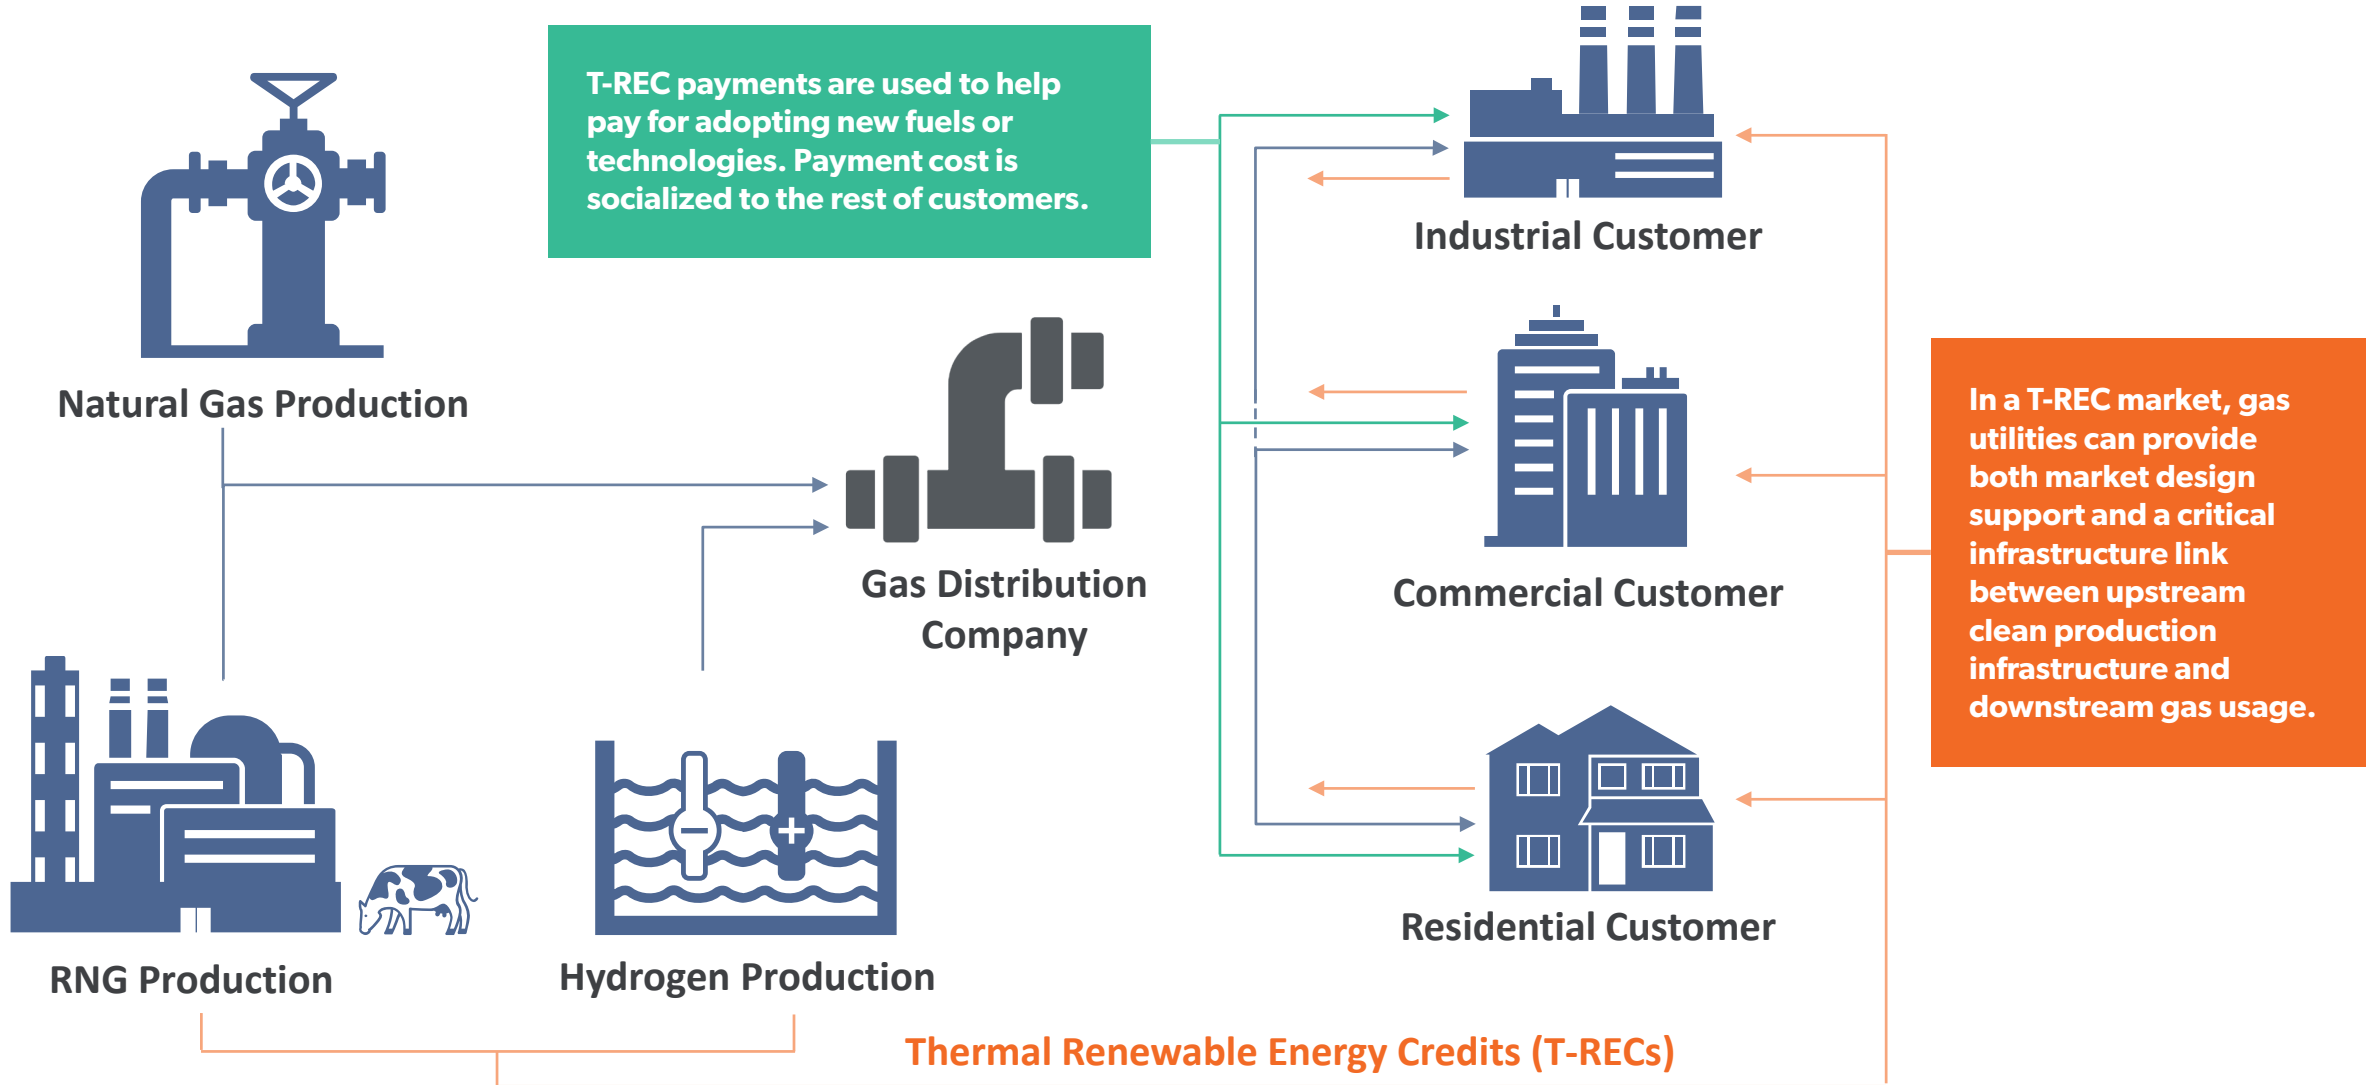 T-REC payments are used to help
pay for adopting new fuels or
technologies. Payment cost is
socialized to the rest of customers.
Industrial Customer
Natural Gas Production
In a T-REC market, gas
utilities can provide
both market design
support and a critical
infrastructure link
between upstream
clean production
infrastructure and
downstream gas usage.
Gas Distribution
Company
Commercial Customer
Residential Customer
RNG Production
Hydrogen Production
Thermal Renewable Energy Credits (T-RECs)